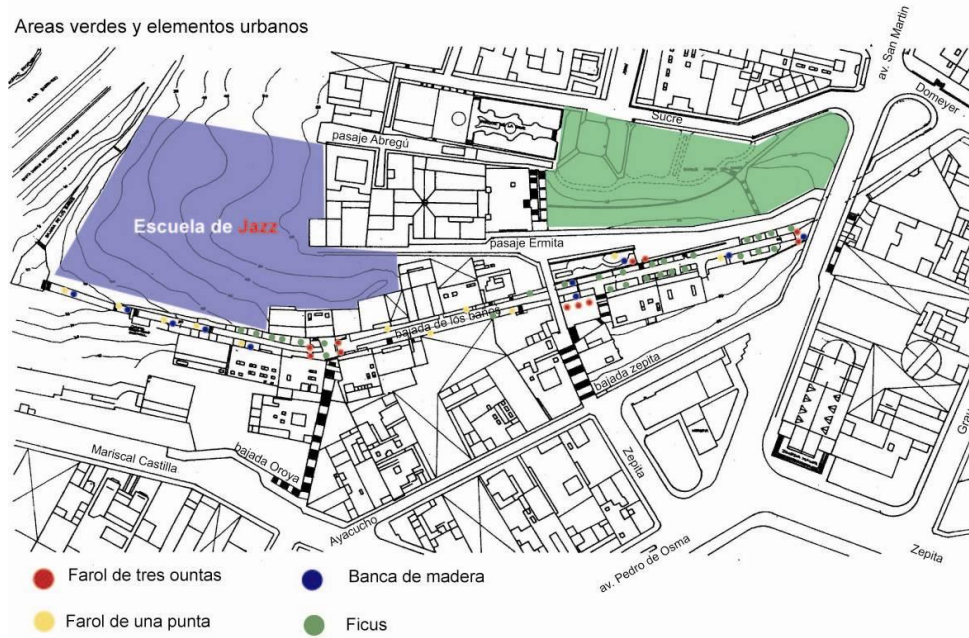 Areas verdes y elementos urbanos
av. San Martin
Domeyer
Sucre
pasaje Abregú
Escuela de Jazz
pasaje Ermita
bajada de los baños
bajada zepita
Mariscal Castilla
bajada Oroya
Zepita
Grau
Ayacucho
av. Pedro de Osma
Zepita
Farol de tres ountas
Banca de madera
Farol de una punta
Ficus